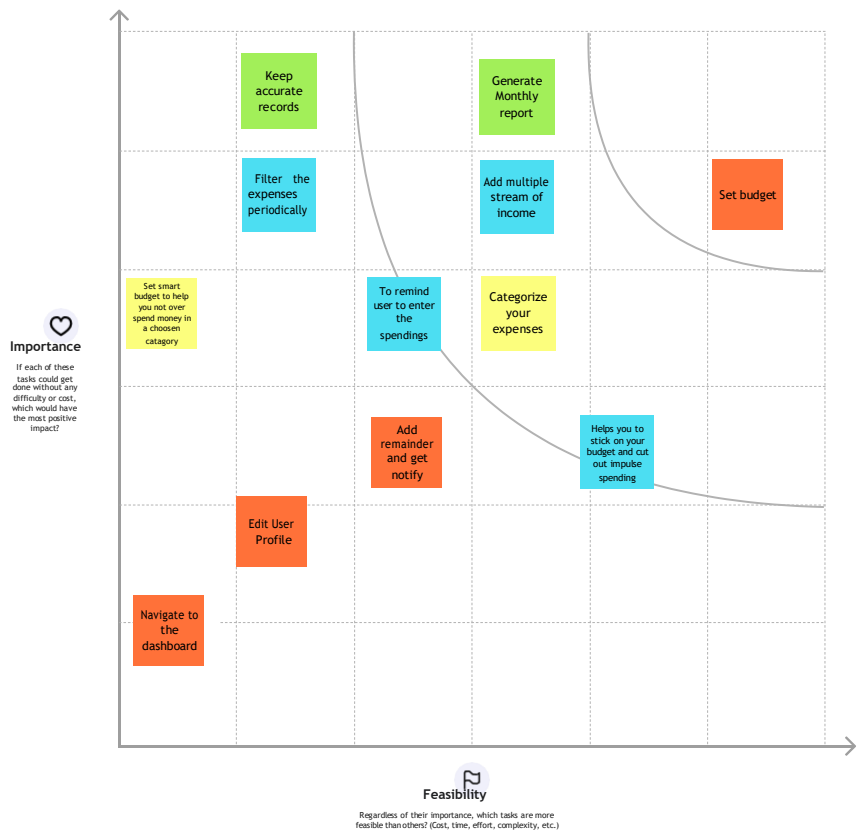 Keep
accurate
records
Generate
Monthly
report
Filter the
expenses
periodically
Add multiple
stream of
income
Set budget
Set smart
budget to help
you not over
spend money in
a choosen
catagory
To remind
user to enter
the
spendings
Categorize
your
expenses
Importance
If each of these
tasks could get
done without any
difficulty or cost,
which would have
the most positive
impact?
Add
remainder
and get
notify
Helps you to
stick on your
budget and cut
out impulse
spending
Edit User
Profile
Navigate to
the
dashboard
Feasibility
Regardless of their importance, which tasks are more
feasible than others? (Cost, time, effort, complexity, etc.)